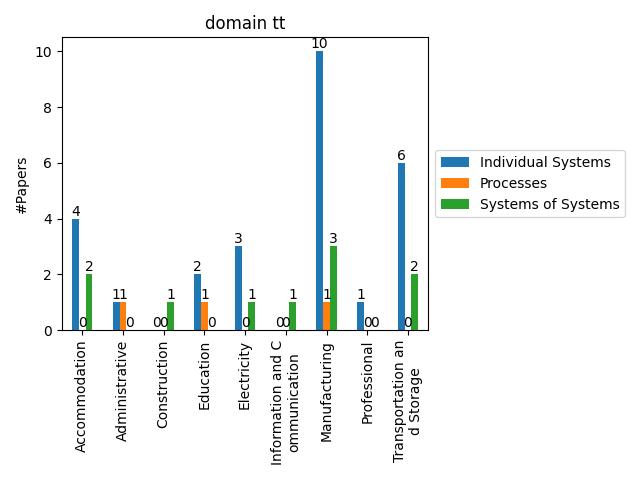 domain tt
#Papers
10
8
6
4
2
0
4
0
2
1
1
0
0
0
1
2
1
0
3
0
1
0
0
1
10
1
3
1
0
0
6
0
2
Accommodation
Administrative
Construction
Education
Electricity
Information and C
ommunication
Manufacturing
Professional
Transportation an
d Storage
Individual Systems
Processes
Systems of Systems